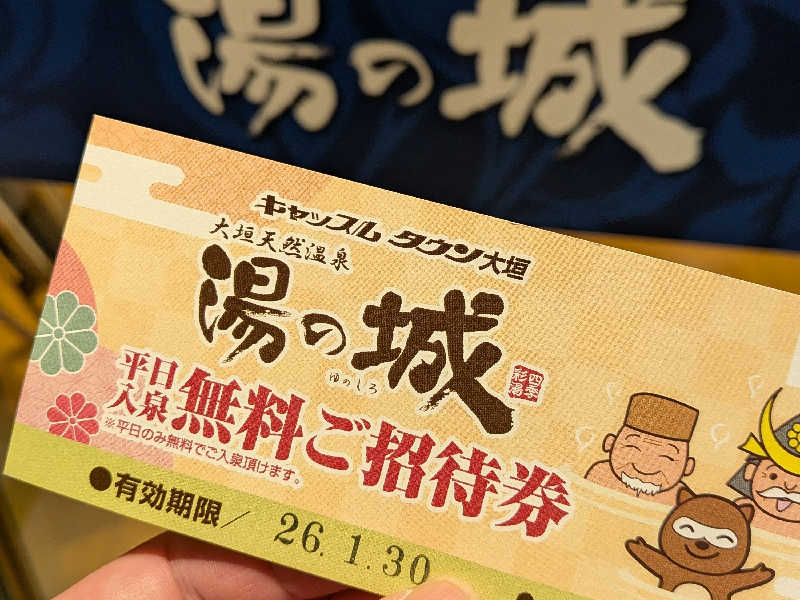 湯の城
キャッスル タウン大垣
大垣天然温泉
湯の城
ゆのしろ
四季
彩湯
平日
入泉
無料ご招待券
※平日のみ無料でご入泉頂けます。
●有効期限/ 26. 1. 30